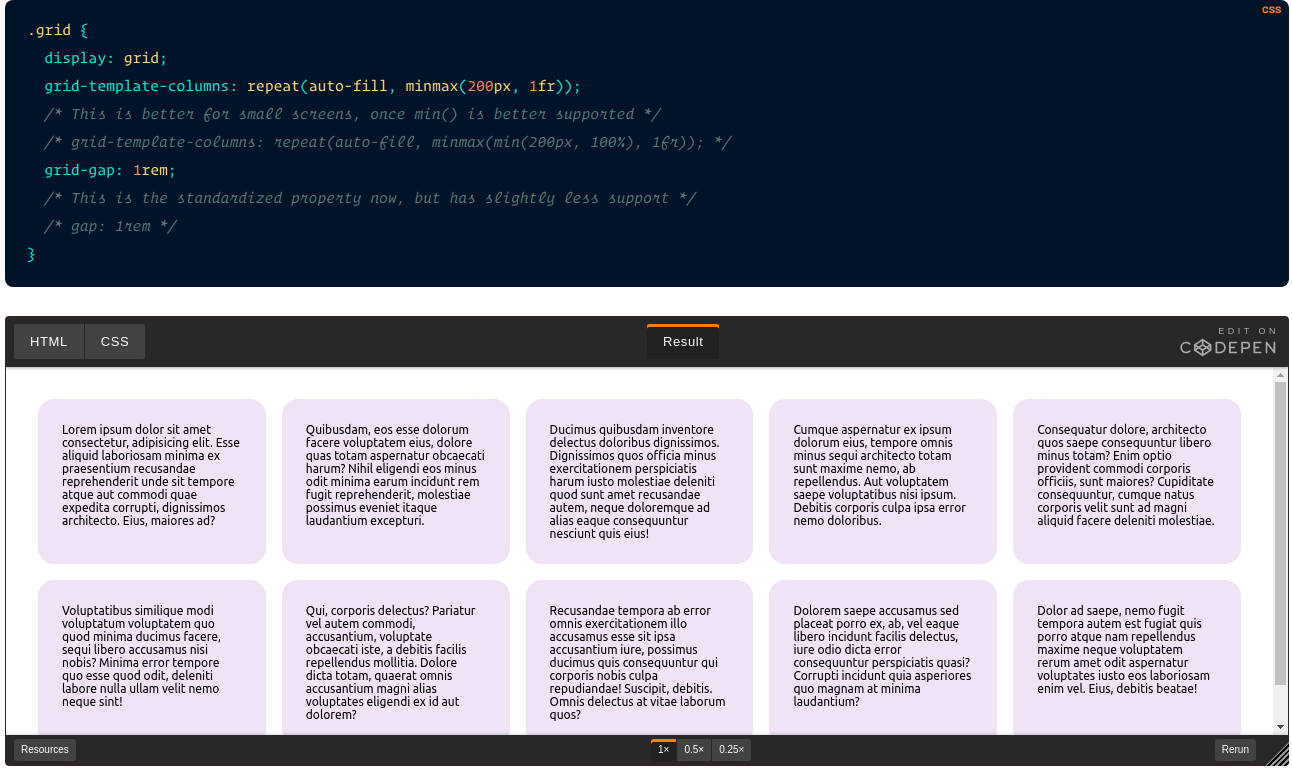 css
.grid {
display: grid;
grid-template-columns: repeat(auto-fill, minmax(200px, 1fr));
/* This is better for small screens, once min() is better supported */
/* grid-template-columns: repeat(auto-fill, minmax(min(200px, 100%), 1fr)); */
grid-gap: 1rem;
/* This is the standardized property now, but has slightly less support */
/* gap: 1rem */
}
HTML
CSS
Result
EDIT ON
CODEPEN
Lorem ipsum dolor sit amet
consectetur, adipisicing elit. Esse
aliquid laboriosam minima ex
praesentium recusandae
reprehenderit unde sit tempore
atque aut commodi quae
expedita corrupti, dignissimos
architecto. Eius, maiores ad?
Quibusdam, eos esse dolorum
facere voluptatem eius, dolore
quas totam aspernatur obcaecati
harum? Nihil eligendi eos minus
odit minima earum incidunt rem
fugit reprehenderit, molestiae
possimus eveniet itaque
laudantium excepturi.
Ducimus quibusdam inventore
delectus doloribus dignissimos.
Dignissimos quos officia minus
exercitationem perspiciatis
harum iusto molestiae deleniti
quod sunt amet recusandae
autem, neque doloremque ad
alias eaque consequuntur
nesciunt quis eius!
Cumque aspernatur ex ipsum
dolorum eius, tempore omnis
minus sequi architecto totam
sunt maxime nemo, ab
repellendus. Aut voluptatem
saepe voluptatibus nisi ipsum.
Debitis corporis culpa ipsa error
nemo doloribus.
Consequatur dolore, architecto
quos saepe consequuntur libero
minus totam? Enim optio
provident commodi corporis
officiis, sunt maiores? Cupiditate
consequuntur, cumque natus
corporis velit sunt ad magni
aliquid facere deleniti molestiae.
Voluptatibus similique modi
voluptatum voluptatem quo
quod minima ducimus facere,
sequi libero accusamus nisi
nobis? Minima error tempore
quo esse quod odit, deleniti
labore nulla ullam velit nemo
neque sint!
Qui, corporis delectus? Pariatur
vel autem commodi,
accusantium, voluptate
obcaecati iste, a debitis facilis
repellendus mollitia. Dolore
dicta totam, quaerat omnis
accusantium magni alias
voluptates eligendi ex id aut
dolorem?
Recusandae tempora ab error
omnis exercitationem illo
accusamus esse sit ipsa
accusantium iure, possimus
ducimus quis consequuntur qui
corporis nobis culpa
repudiandae! Suscipit, debitis.
Omnis delectus at vitae laborum
quos?
Dolorem saepe accusamus sed
placeat porro ex, ab, vel eaque
libero incidunt facilis delectus,
iure odio dicta error
consequuntur perspiciatis quasi?
Corrupti incidunt quia asperiores
quo magnam at minima
laudantium?
Dolor ad saepe, nemo fugit
tempora autem est fugiat quis
porro atque nam repellendus
maxime neque voluptatem
rerum amet odit aspernatur
voluptates iusto eos laboriosam
enim vel. Eius, debitis beatae!
Resources
1×
0.5×
0.25×
Rerun